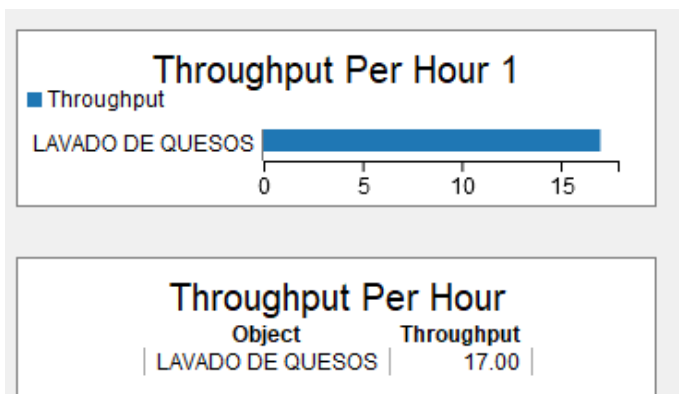 Throughput Per Hour 1
Throughput
LAVADO DE QUESOS
0 5 10 15
Throughput Per Hour
Object Throughput
LAVADO DE QUESOS 17.00